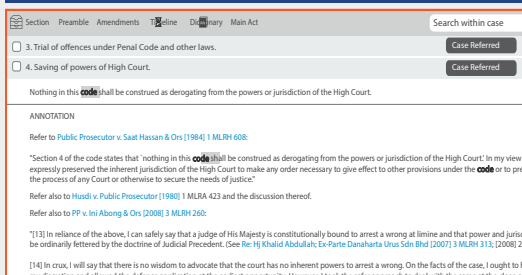 Section Preamble Amendments Timeline Dictionary Main Act Search within case
3. Trial of offences under Penal Code and other laws. Case Referred
4. Saving of powers of High Court. Case Referred
Nothing in this code shall be construed as derogating from the powers or jurisdiction of the High Court.
ANNOTATION
Refer to Public Prosecutor v. Saat Hassan & Ors [1984] 1 MLRH 608:
"Section 4 of the code states that `nothing in this code shall be construed as derogating from the powers or jurisdiction of the High Court.' In my view
expressly preserved the inherent jurisdiction of the High Court to make any order necessary to give effect to other provisions under the code or to pre
the process of any Court or otherwise to secure the needs of justice."
Refer also to Husdi v. Public Prosecutor [1980] 1 MLRA 423 and the discussion thereof.
Refer also to PP v. Ini Abong & Ors [2008] 3 MLRH 260:
"[13] In reliance of the above, I can safely say that a judge of His Majesty is constitutionally bound to arrest a wrong at limine and that power and jurisd
be ordinarily fettered by the doctrine of Judicial Precedent. (See Re: Hj Khalid Abdullah; Ex-Parte Danaharta Urus Sdn Bhd [2007] 3 MLRH 313; [2008] 2
[14] In crux, I will say that there is no wisdom to advocate that the court has no inherent powers to arrest a wrong. On the facts of the case, I ought to